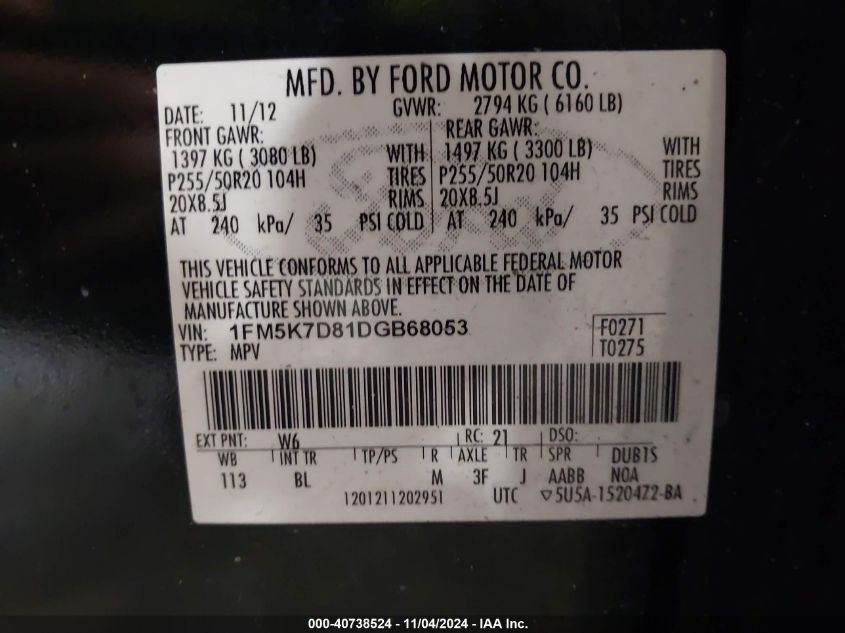 MFD. BY FORD MOTOR CO.
DATE: 11/12 GVWR: 2794 KG ( 6160 LB)
FRONT GAWR: REAR GAWR:
1397 KG ( 3080 LB) WITH 1497 KG ( 3300 LB) WITH
P255/50R20 104H TIRES P255/50R20 104H TIRES
20X8.5J RIMS 20X8.5J RIMS
AT 240 kPa/ 35 PSI COLD AT 240 kPa/ 35 PSI COLD
THIS VEHICLE CONFORMS TO ALL APPLICABLE FEDERAL MOTOR
VEHICLE SAFETY STANDARDS IN EFFECT ON THE DATE OF
MANUFACTURE SHOWN ABOVE.
VIN: 1FM5K7D81DGB68053 F0271
TYPE: MPV T0275
EXT PNT: W6 RC: 21 DSO:
WB INT TR TP/PS R AXLE TR SPR DUB1S
113 BL M 3F J AABB N0A
1201211202951 UTC ▽5U5A-1520472-BA
000-40738524 - 11/04/2024 - IAA Inc.